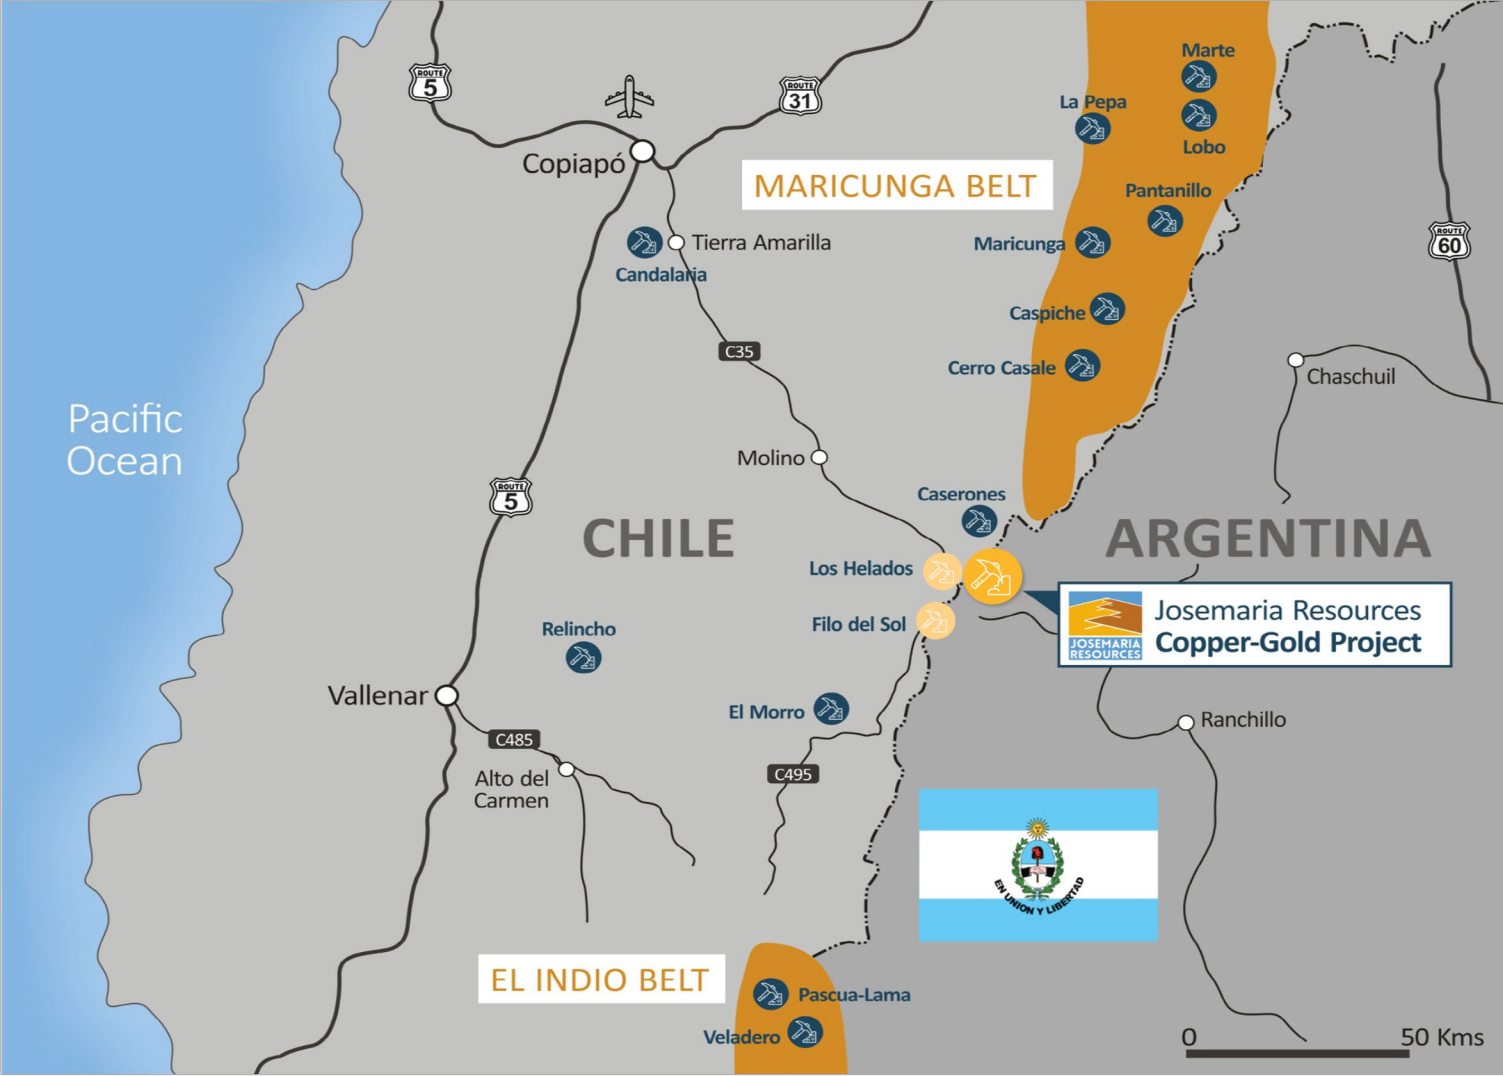 ROUTE
5
ROUTE
31
Marte
La Pepa
Lobo
Copiapó
MARICUNGA BELT
Pantanillo
Tierra Amarilla
Maricunga
ROUTE
60
Candalaria
Caspiche
C35
Cerro Casale
Chaschuil
Pacific
Ocean
Molino
ROUTE
5
Caserones
CHILE
ARGENTINA
Los Helados
Filo del Sol
JOSEMARIA
RESOURCES
Josemaria Resources
Copper-Gold Project
Relincho
Vallenar
El Morro
Ranchillo
C485
Alto del
Carmen
C495
EN UNION Y LIBERTAD
EL INDIO BELT
Pascua-Lama
Veladero
0 50 Kms